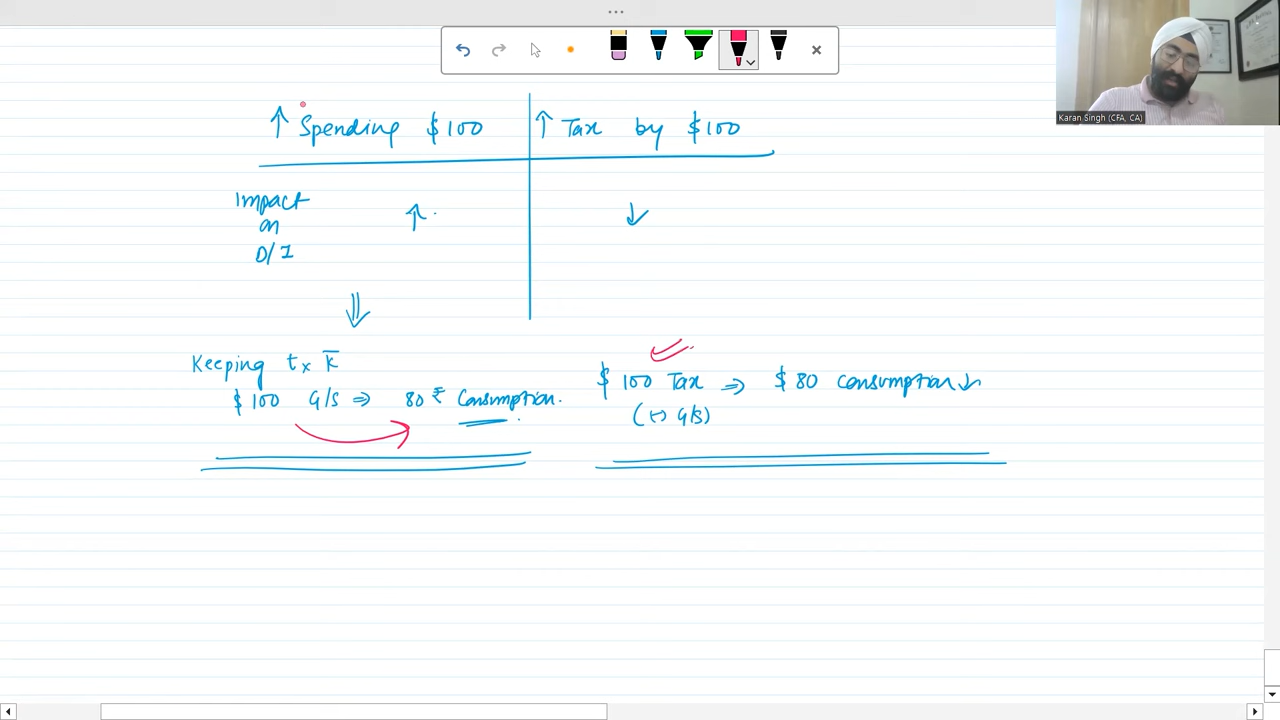 ↑ Spending $100 ↑ Tax by $100
Impact
on
D/I
↑ ↓
⇓
Keeping tx k̅
$100 G/S ⇒ 80 ₹ Consumption.
$100 Tax ⇒ $80 Consumption ↓
(↔ G/S)
Karan Singh (CFA, CA)